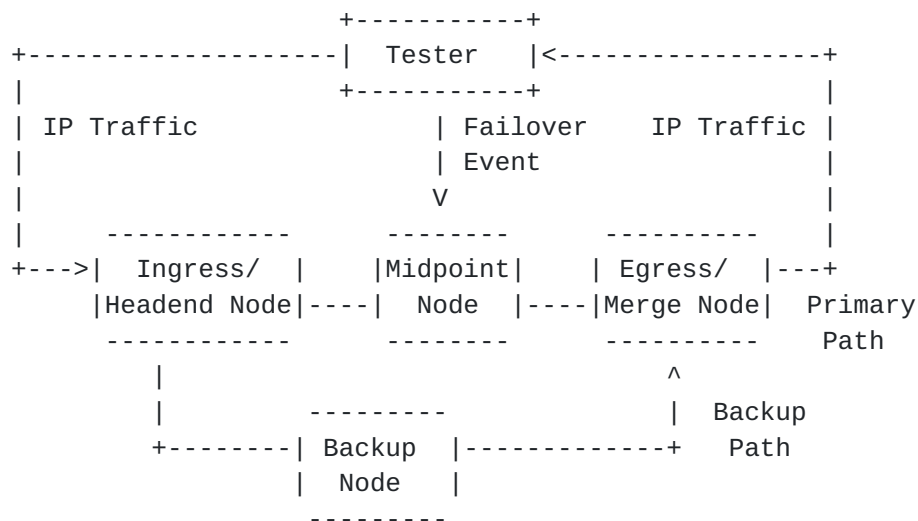 Tester
IP Traffic | Failover IP Traffic
Event
V
Ingress/ Midpoint Egress/
Headend Node Node Merge Node Primary
Path
^
Backup
Backup Path
Node